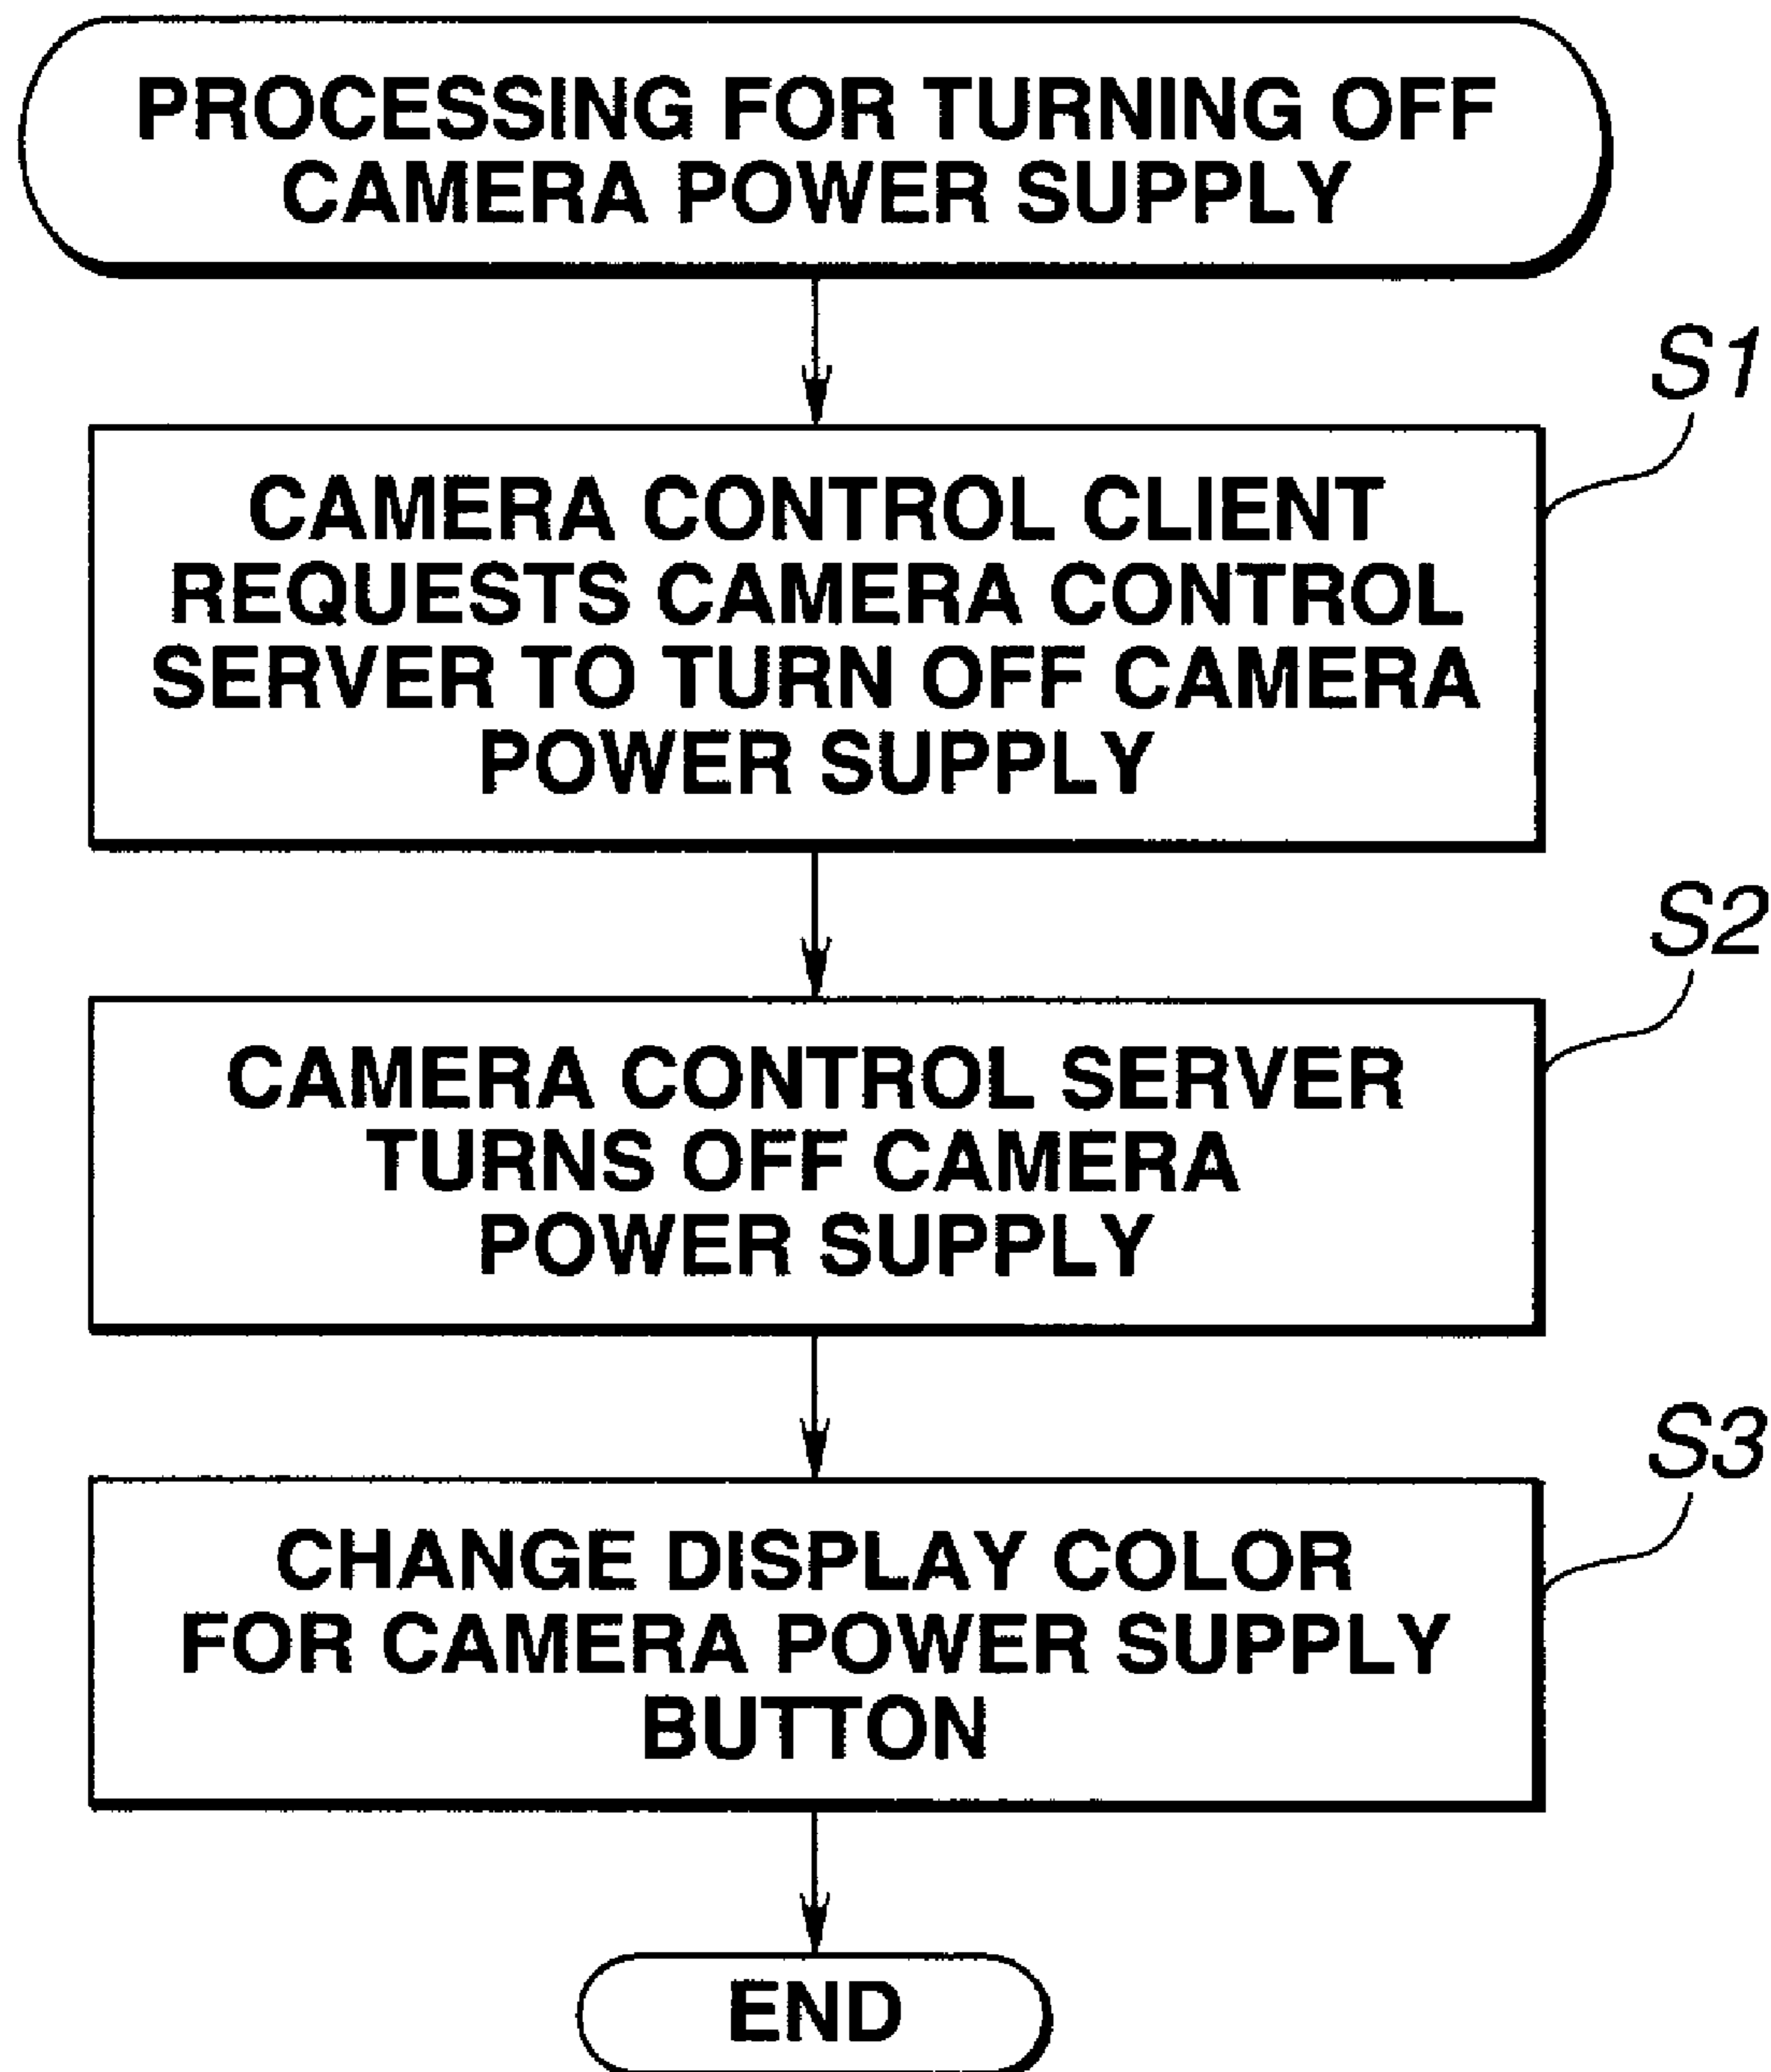 PROCESSING FOR TURNING OFF
CAMERA POWER SUPPLY
S1
CAMERA CONTROL CLIENT
REQUESTS CAMERA CONTROL
SERVER TO TURN OFF CAMERA
POWER SUPPLY
S2
CAMERA CONTROL SERVER
TURNS OFF CAMERA
POWER SUPPLY
S3
CHANGE DISPLAY COLOR
FOR CAMERA POWER SUPPLY
BUTTON
END